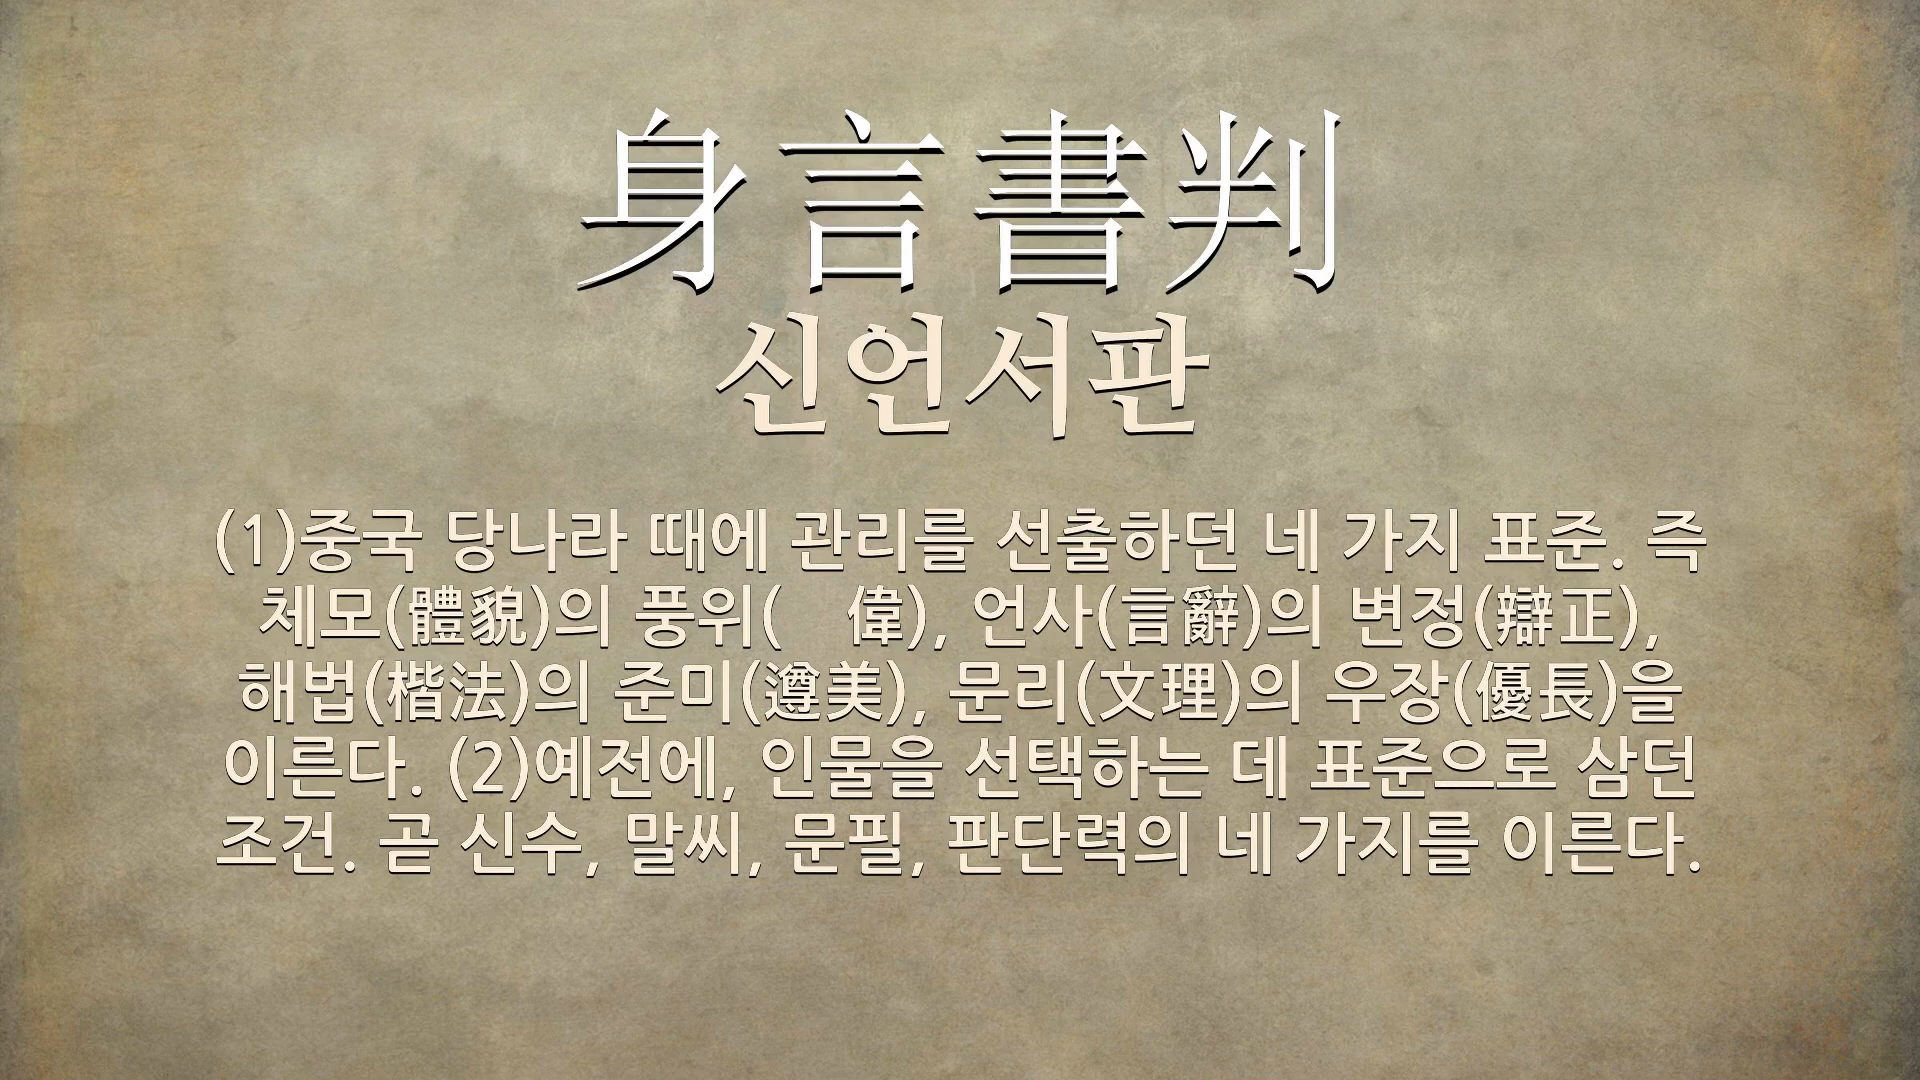 身言書判
신언서판
(1)중국 당나라 때에 관리를 선출하던 네 가지 표준. 즉
체모(體貌)의 풍위(　偉), 언사(言辭)의 변정(辯正),
해법(楷法)의 준미(遵美), 문리(文理)의 우장(優長)을
이른다. (2)예전에, 인물을 선택하는 데 표준으로 삼던
조건. 곧 신수, 말씨, 문필, 판단력의 네 가지를 이른다.